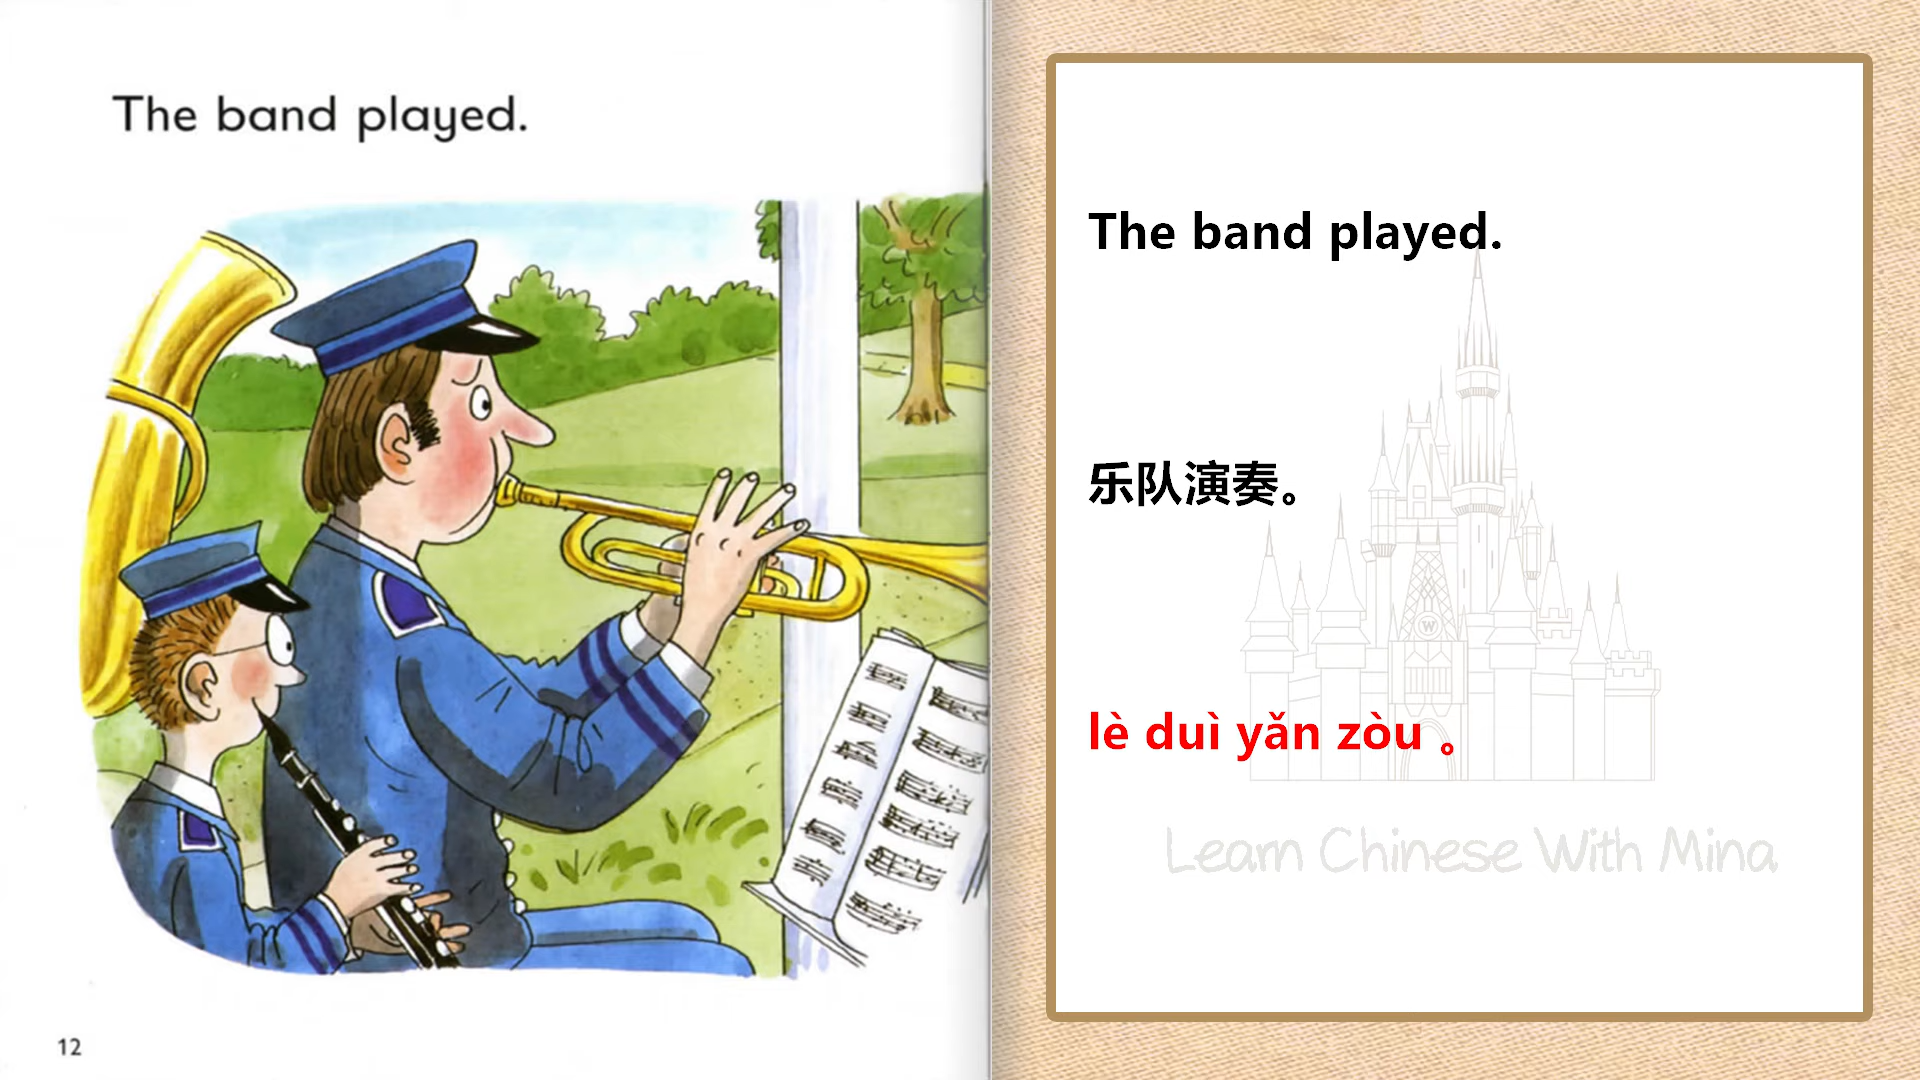 The band played.
12
The band played.
乐队演奏。
lè duì yǎn zòu 。
W
Learn Chinese With Mina